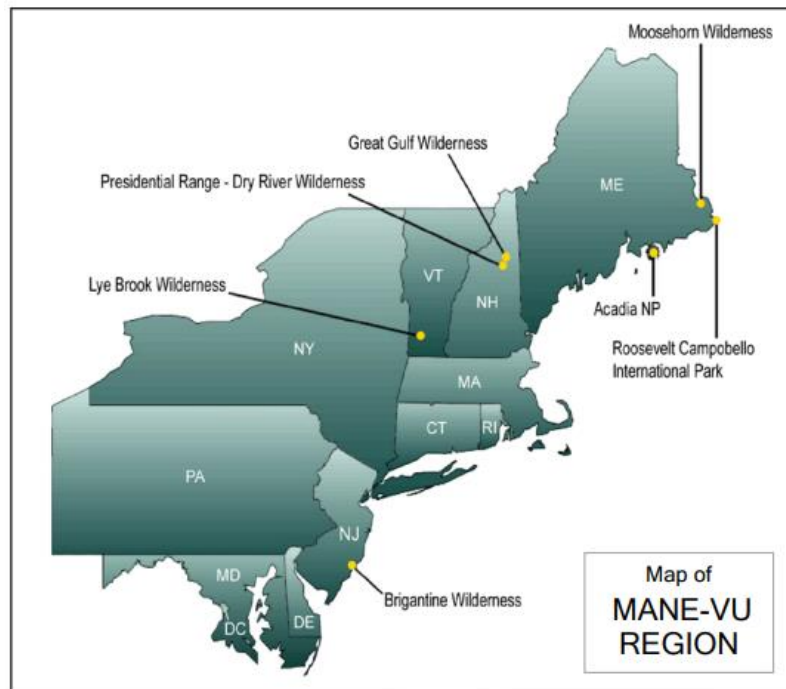 Moosehorn Wilderness
Great Gulf Wilderness
Presidential Range - Dry River Wilderness
ME
Lye Brook Wilderness
VT
NH
Acadia NP
Roosevelt Campobello
International Park
NY
MA
CT
RI
PA
NJ
MD
DE
DC
Brigantine Wilderness
Map of
MANE-VU
REGION